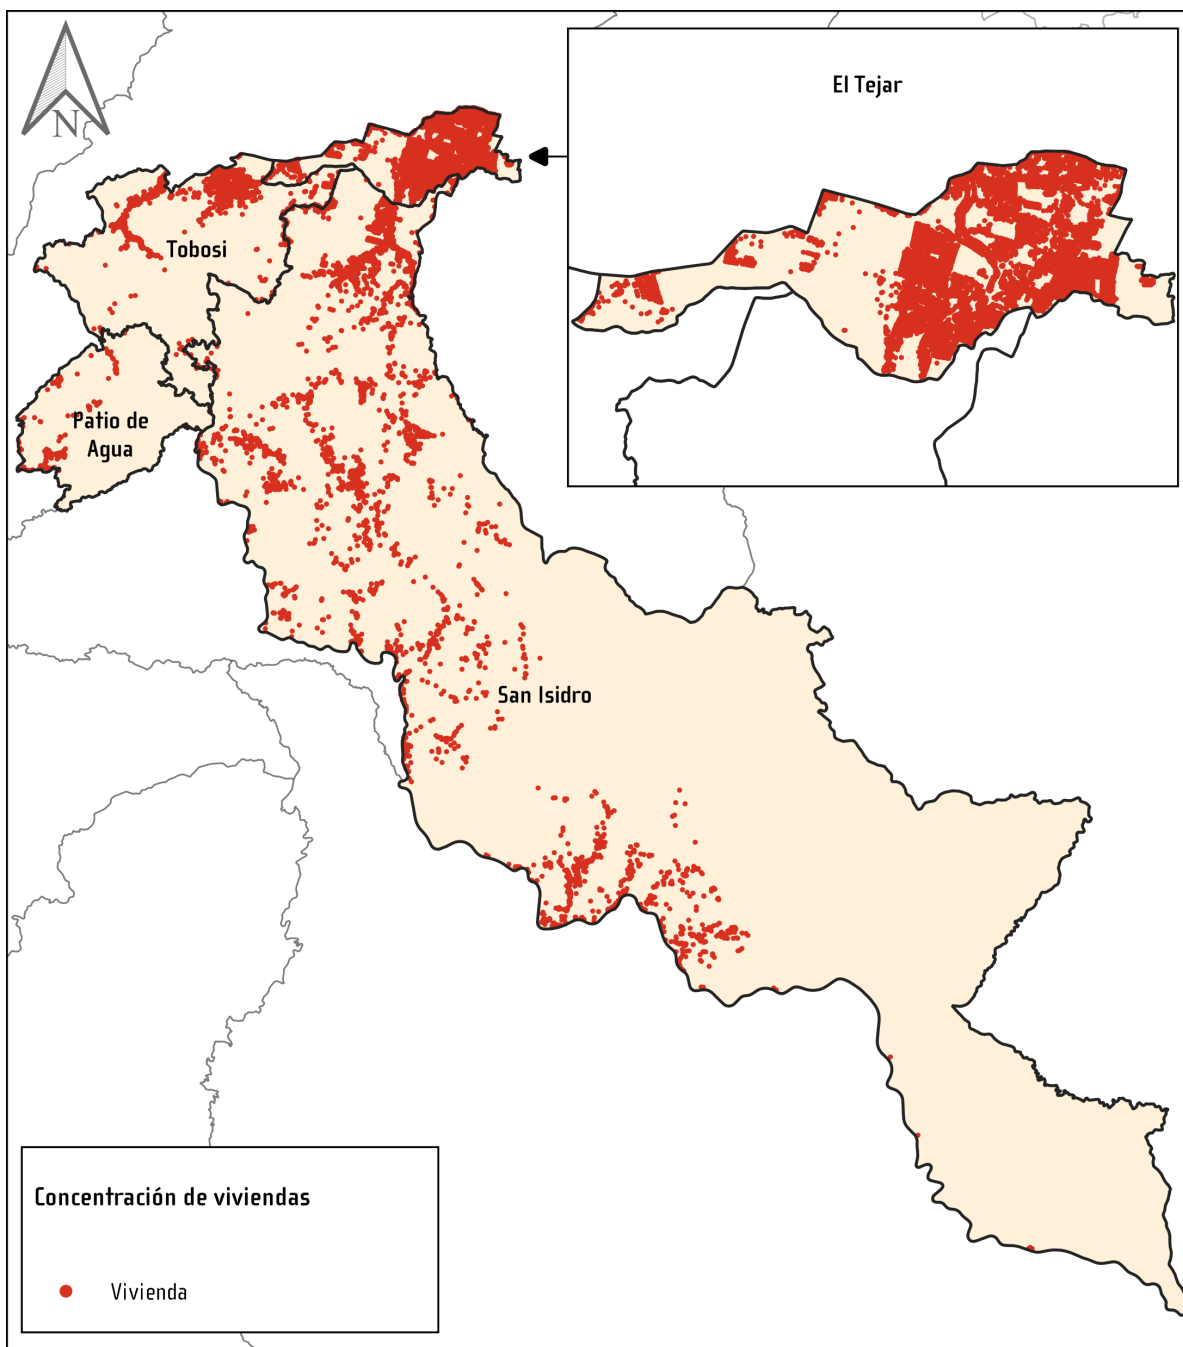 N
El Tejar
Tobosi
Patio de
Agua
San Isidro
Concentración de viviendas
Vivienda